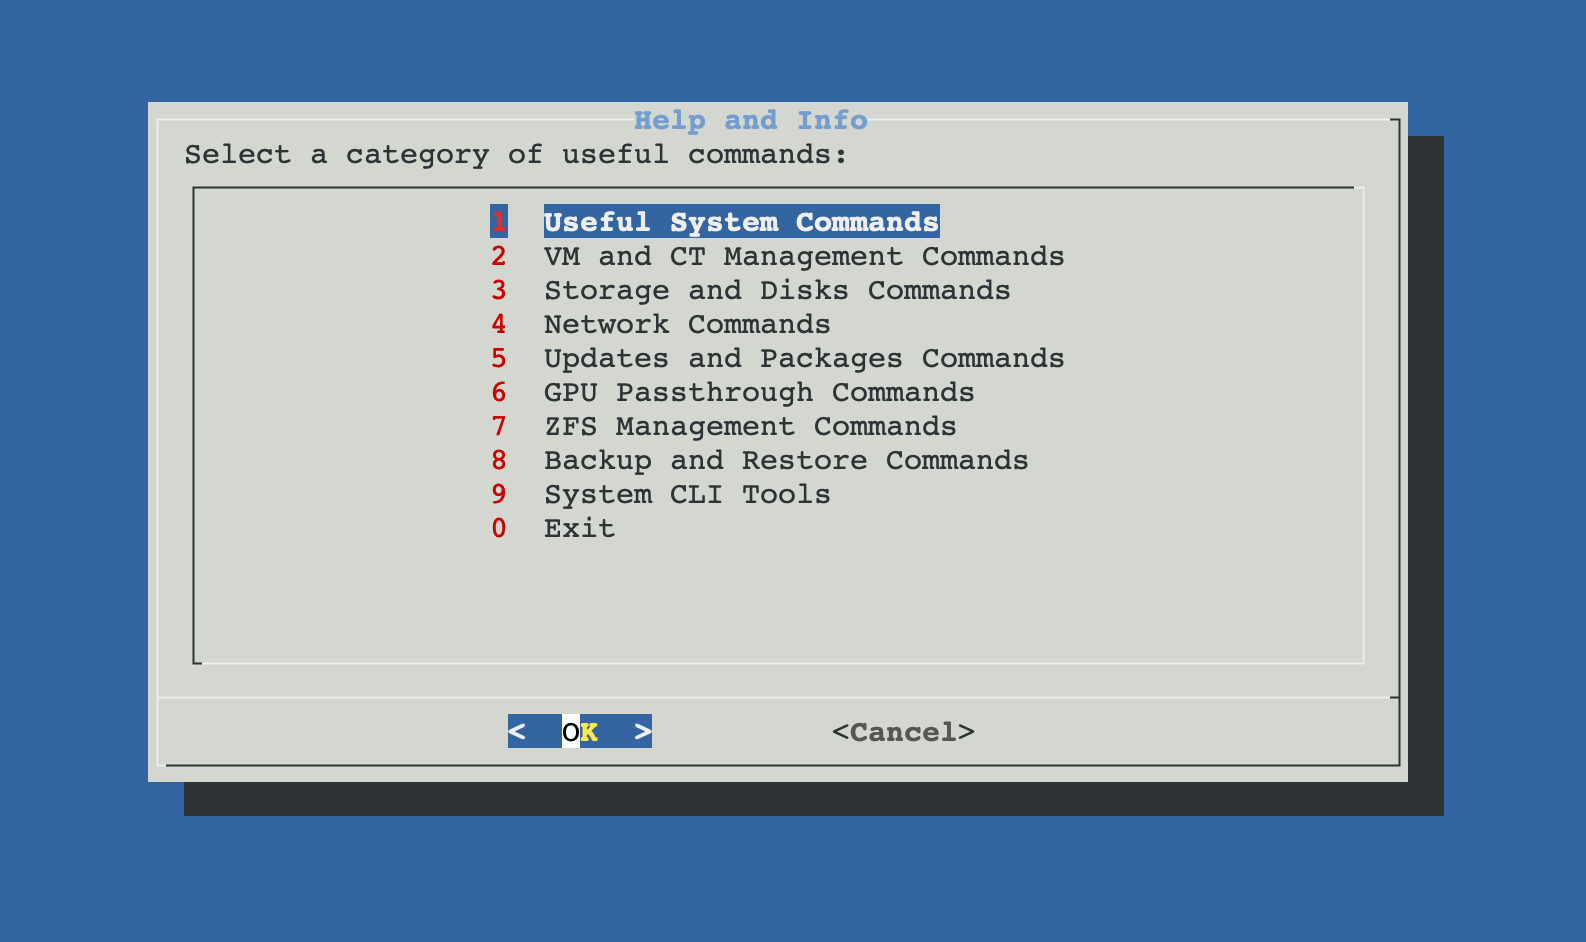 Help and Info
Select a category of useful commands:
1 Useful System Commands
2 VM and CT Management Commands
3 Storage and Disks Commands
4 Network Commands
5 Updates and Packages Commands
6 GPU Passthrough Commands
7 ZFS Management Commands
8 Backup and Restore Commands
9 System CLI Tools
0 Exit
<  OK  > <Cancel>